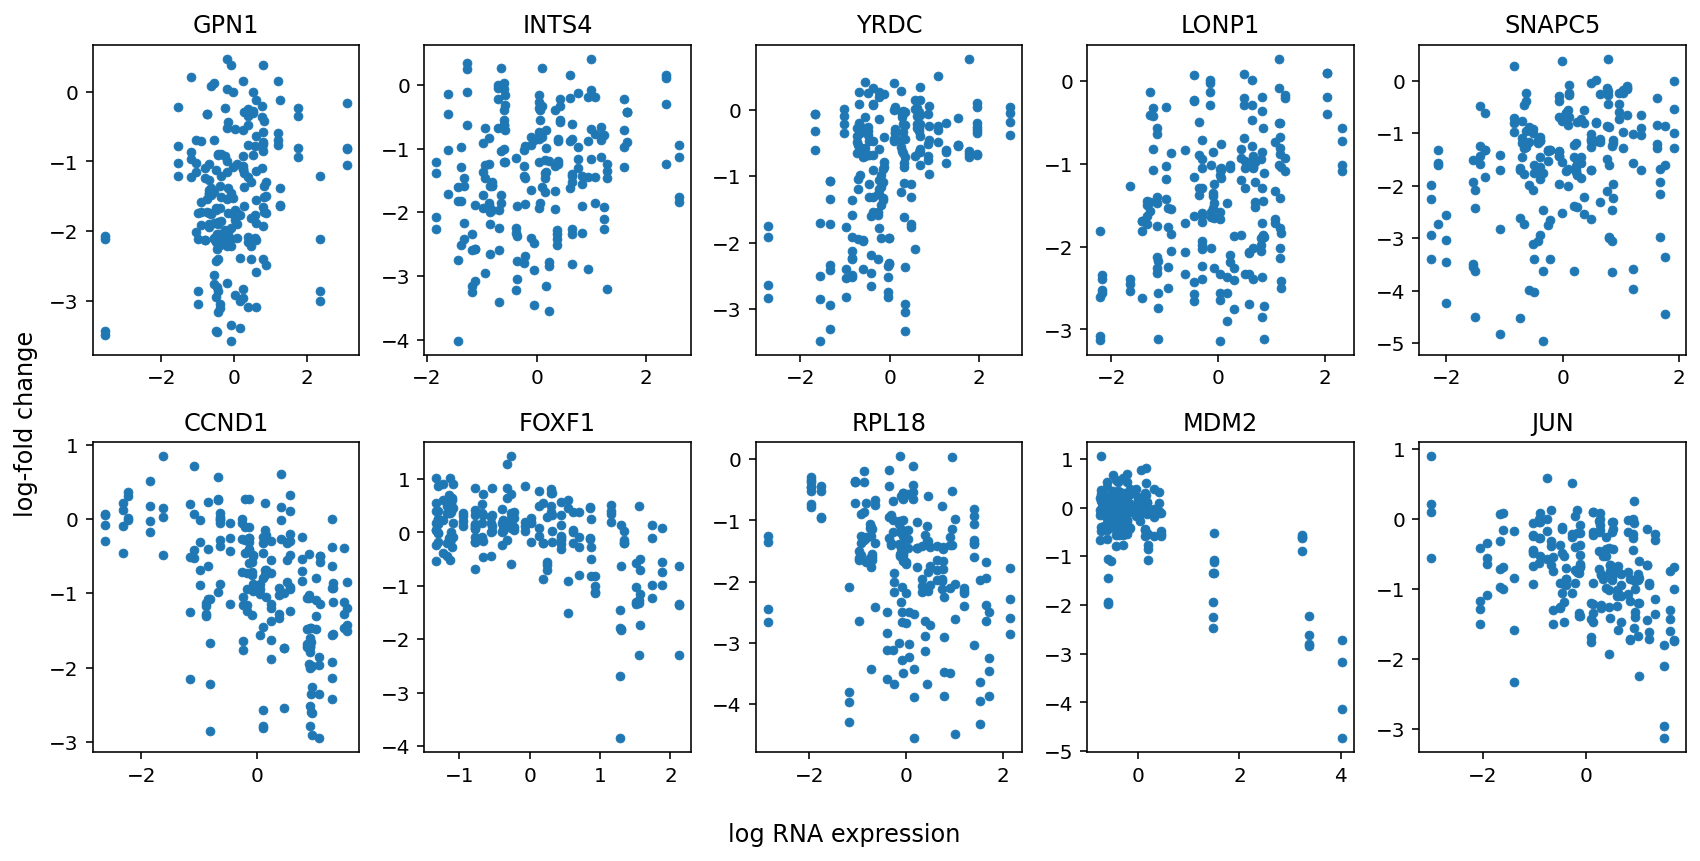 GPN1 INTS4 YRDC LONP1 SNAPC5
0 0 0 0 0
−1 −1 −1 −1 −1
−2 −2 −2 −2 −2
−3 −3 −3 −3 −3
−4 −4
−5
−2 0 2 −2 0 2 −2 0 2 −2 0 2 −2 0 2
log-fold change
CCND1 FOXF1 RPL18 MDM2 JUN
1 1 0 1 1
0 0 −1 0 0
−1 −1 −2 −1 −1
−2 −2 −3 −2 −2
−3 −3 −4 −3 −3
−4 −4
−5
−2 0 −1 0 1 2 −2 0 2 0 2 4 −2 0
log RNA expression